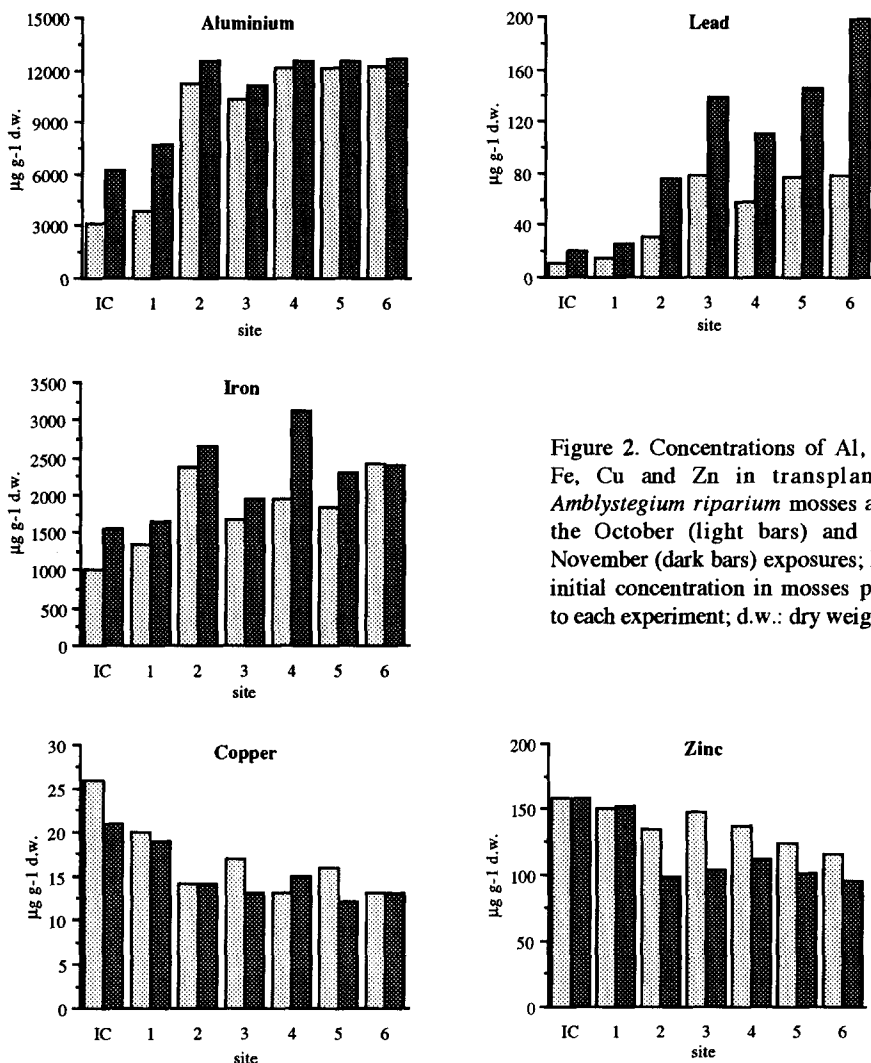 Aluminium
15000
12000
9000
6000
3000
0
µg g-1 d.w.
IC 1 2 3 4 5 6
site
Lead
200
160
120
80
40
0
µg g-1 d.w.
IC 1 2 3 4 5 6
site
Iron
3500
3000
2500
2000
1500
1000
500
0
µg g-1 d.w.
IC 1 2 3 4 5 6
site
Figure 2. Concentrations of Al,
Fe, Cu and Zn in transplan
Amblystegium riparium mosses a
the October (light bars) and
November (dark bars) exposures;
initial concentration in mosses p
to each experiment; d.w.: dry weig
Copper
30
25
20
15
10
5
0
µg g-1 d.w.
IC 1 2 3 4 5 6
site
Zinc
200
150
100
50
0
µg g-1 d.w.
IC 1 2 3 4 5 6
site